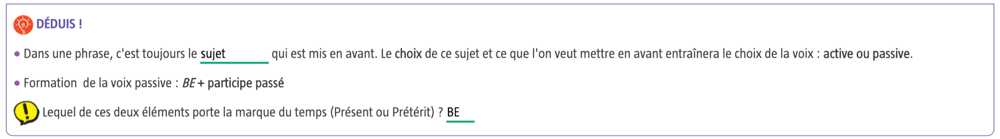 DÉDUIS !
• Dans une phrase, c'est toujours le sujet qui est mis en avant. Le choix de ce sujet et ce que l'on veut mettre en avant entraînera le choix de la voix : active ou passive.
• Formation de la voix passive : BE + participe passé
! Lequel de ces deux éléments porte la marque du temps (Présent ou Prétérit) ? BE